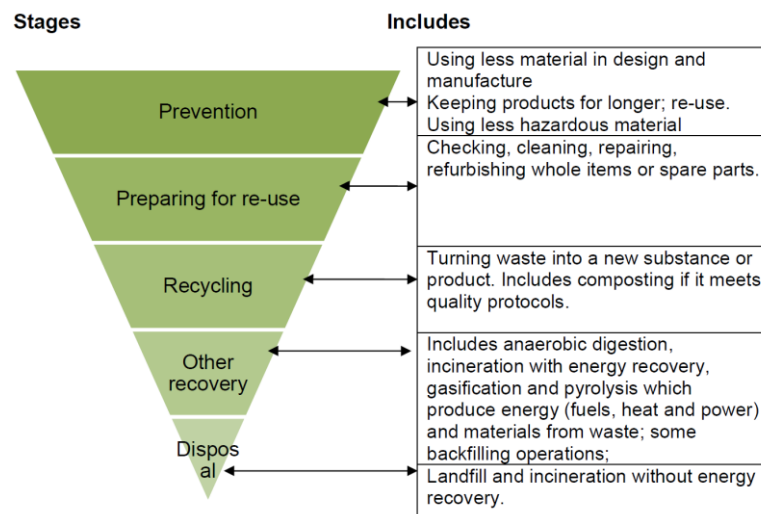 Stages
Includes
Prevention
Using less material in design and
manufacture
Keeping products for longer; re-use.
Using less hazardous material
Preparing for re-use
Checking, cleaning, repairing,
refurbishing whole items or spare parts.
Recycling
Turning waste into a new substance or
product. Includes composting if it meets
quality protocols.
Other
recovery
Includes anaerobic digestion,
incineration with energy recovery,
gasification and pyrolysis which
produce energy (fuels, heat and power)
and materials from waste; some
backfilling operations;
Dispos
al
Landfill and incineration without energy
recovery.